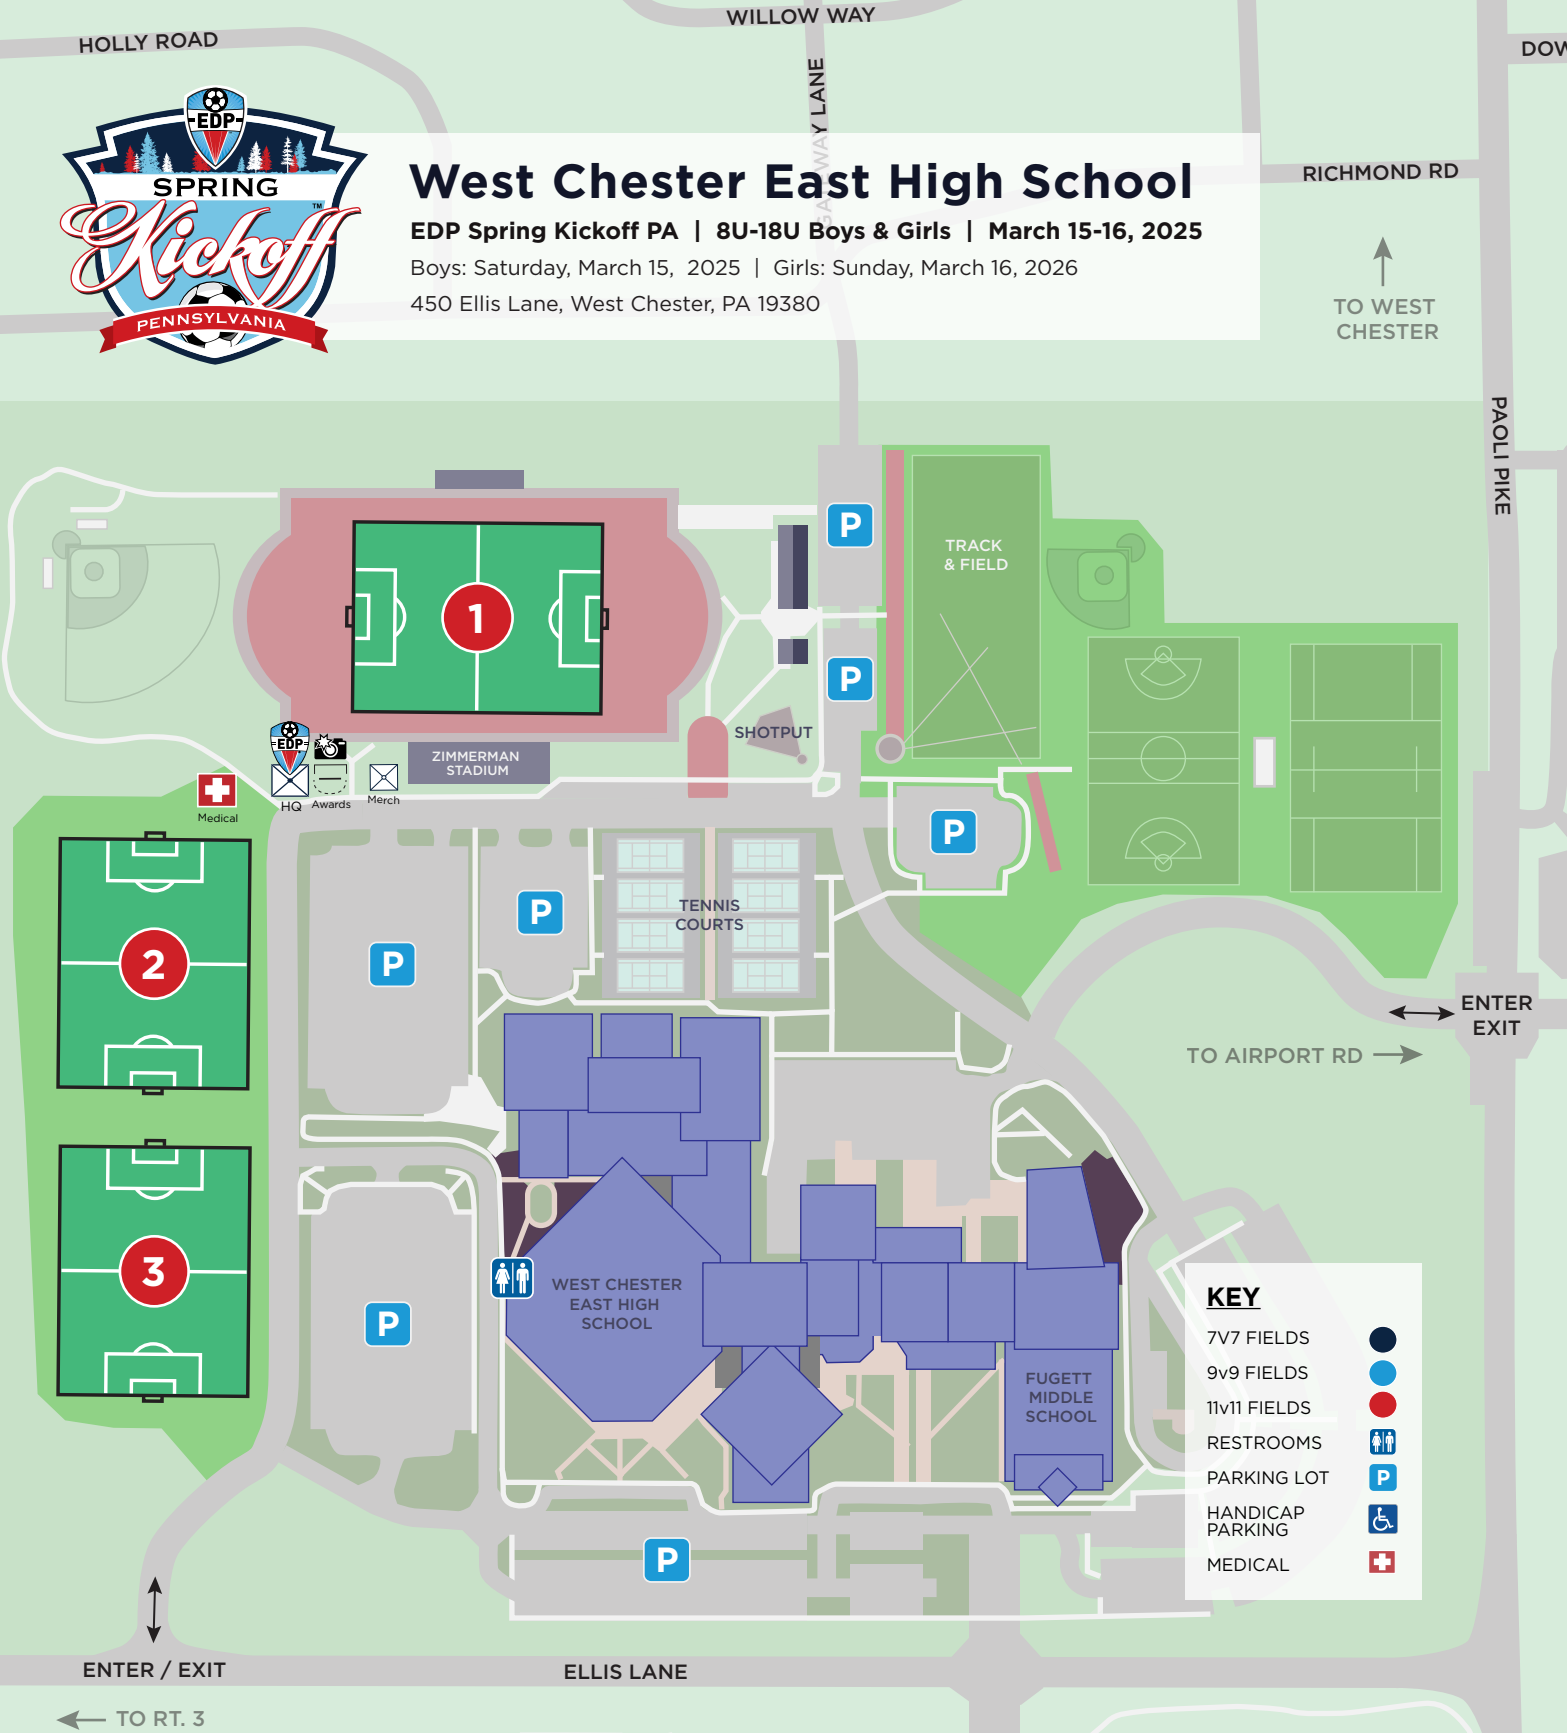 WILLOW WAY
HOLLY ROAD
DOW
GATEWAY LANE
EDP
SPRING
Kickoff
TM
PENNSYLVANIA
West Chester East High School
EDP Spring Kickoff PA | 8U-18U Boys & Girls | March 15-16, 2025
Boys: Saturday, March 15, 2025 | Girls: Sunday, March 16, 2026
450 Ellis Lane, West Chester, PA 19380
RICHMOND RD
TO WEST
CHESTER
PAOLI PIKE
P
TRACK
& FIELD
1
P
SHOTPUT
EDP
ZIMMERMAN
STADIUM
HQ
Awards
Merch
Medical
P
P
TENNIS
COURTS
2
P
ENTER
EXIT
TO AIRPORT RD
3
WEST CHESTER
EAST HIGH
SCHOOL
P
FUGETT
MIDDLE
SCHOOL
KEY
7V7 FIELDS
9v9 FIELDS
11v11 FIELDS
RESTROOMS
PARKING LOT P
HANDICAP
PARKING
MEDICAL
P
ENTER / EXIT
ELLIS LANE
TO RT. 3